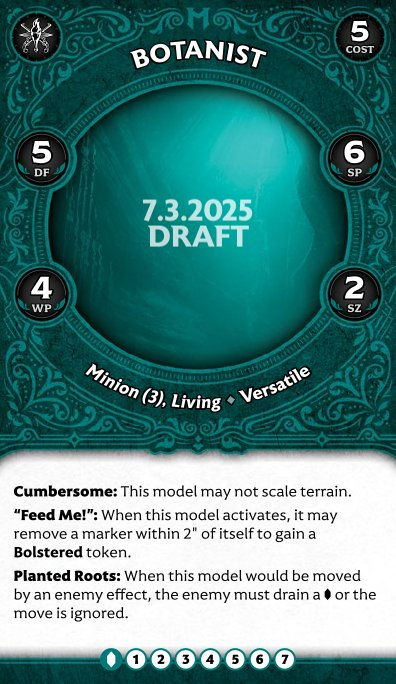 BOTANIST
5
COST
5
DF
6
SP
7.3.2025
DRAFT
4
WP
2
SZ
Minion (3), Living ◆ Versatile
Cumbersome: This model may not scale terrain.
“Feed Me!”: When this model activates, it may
remove a marker within 2" of itself to gain a
Bolstered token.
Planted Roots: When this model would be moved
by an enemy effect, the enemy must drain a ⬮ or the
move is ignored.
1 2 3 4 5 6 7